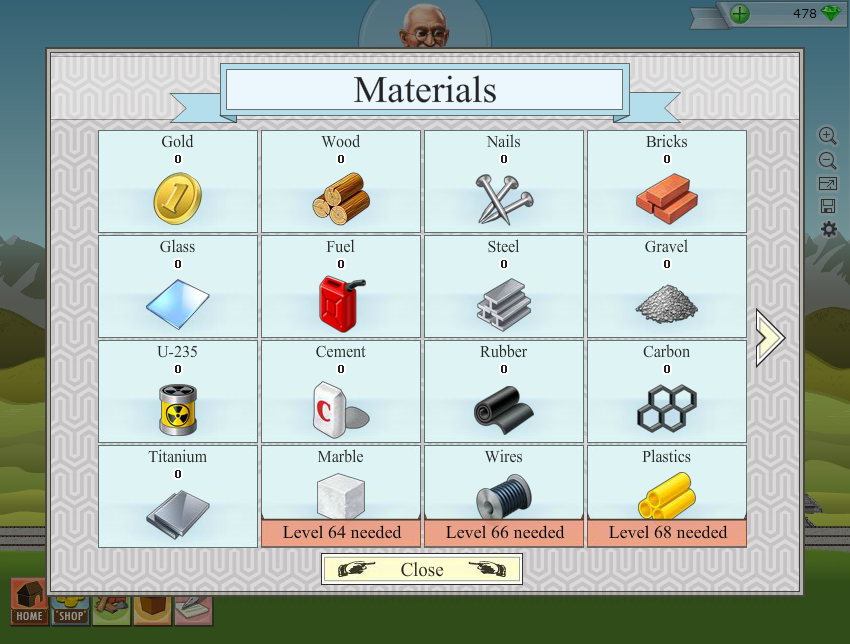 478
Materials
Gold
0
Wood
0
Nails
0
Bricks
0
Glass
0
Fuel
0
Steel
0
Gravel
0
U-235
0
Cement
0
C
Rubber
0
Carbon
0
Titanium
0
Marble
Level 64 needed
Wires
Level 66 needed
Plastics
Level 68 needed
Close
HOME
SHOP